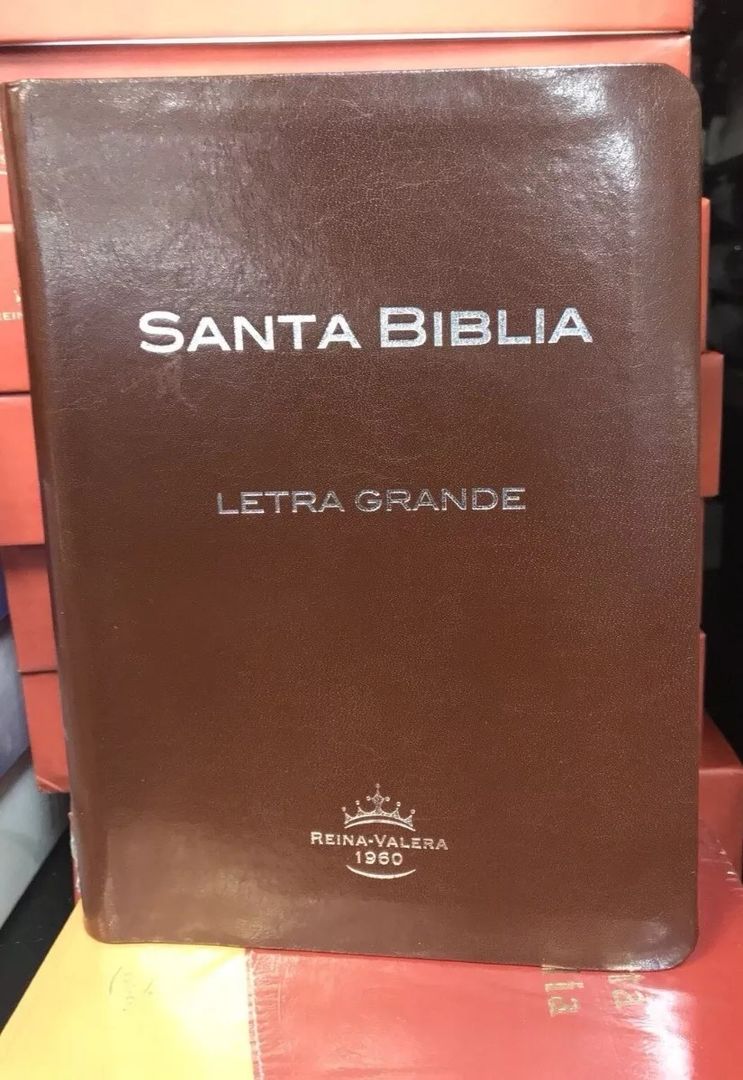 SANTA BIBLIA
LETRA GRANDE
REINA-VALERA
1960